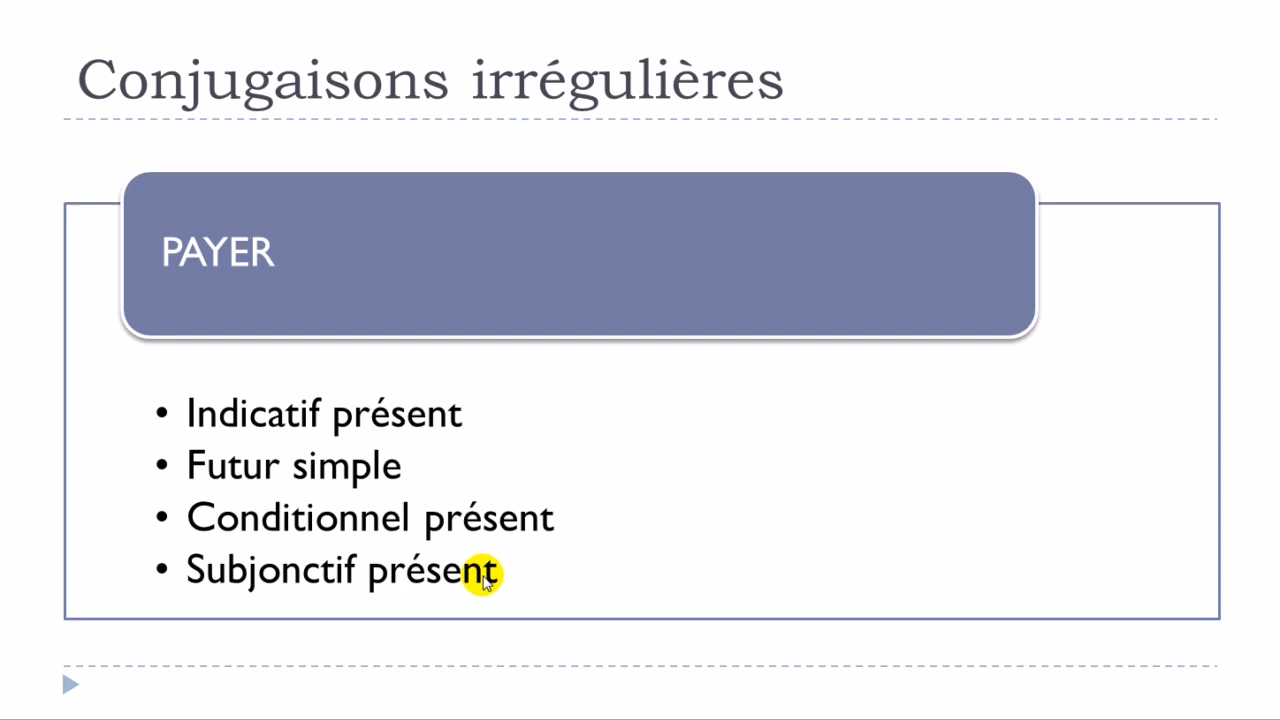 Conjugaisons irrégulières
PAYER
• Indicatif présent
• Futur simple
• Conditionnel présent
• Subjonctif présent